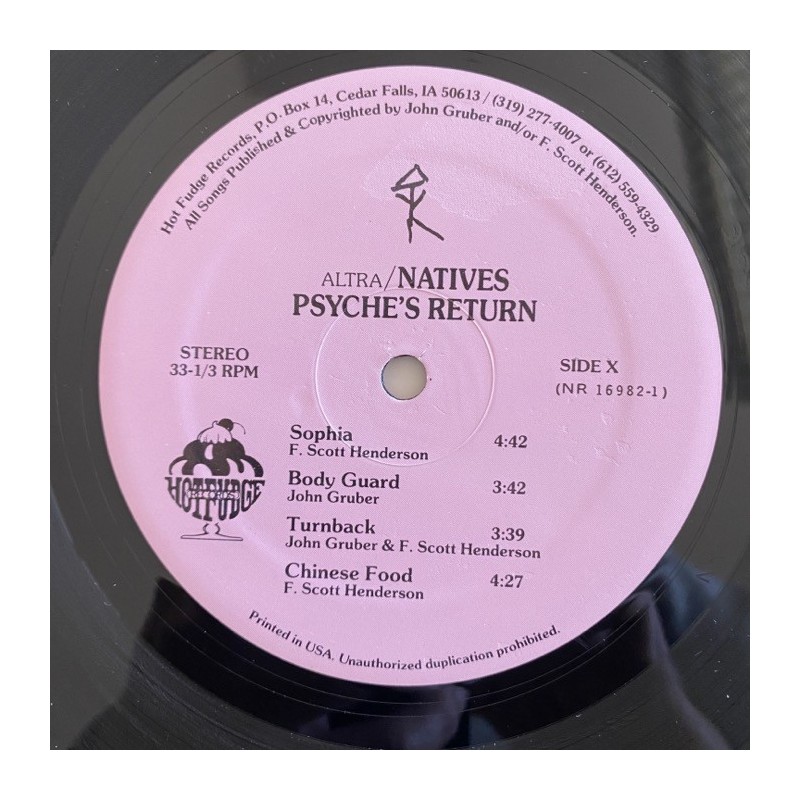 Hot Fudge Records, P.O. Box 14, Cedar Falls, IA 50613 / (319) 277-4007 or (612) 559-4329
All Songs Published & Copyrighted by John Gruber and/or F. Scott Henderson.
ALTRA/NATIVES
PSYCHE'S RETURN
STEREO
33-1/3 RPM
SIDE X
(NR 16982-1)
HOTFUDGE
RECORDS
Sophia 4:42
F. Scott Henderson
Body Guard 3:42
John Gruber
Turnback 3:39
John Gruber & F. Scott Henderson
Chinese Food 4:27
F. Scott Henderson
Printed in USA. Unauthorized duplication prohibited.